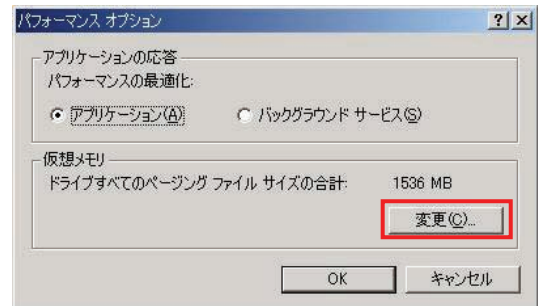 パフォーマンス オプション
アプリケーションの応答
パフォーマンスの最適化:
アプリケーション(A) バックグラウンド サービス(S)
仮想メモリ
ドライブすべてのページング ファイル サイズの合計: 1536 MB
変更(C)...
OK キャンセル